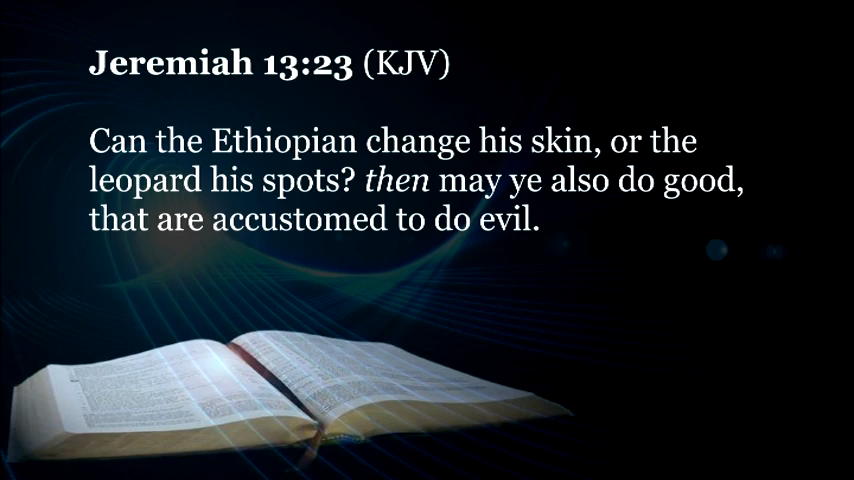 Jeremiah 13:23 (KJV)
Can the Ethiopian change his skin, or the
leopard his spots? then may ye also do good,
that are accustomed to do evil.